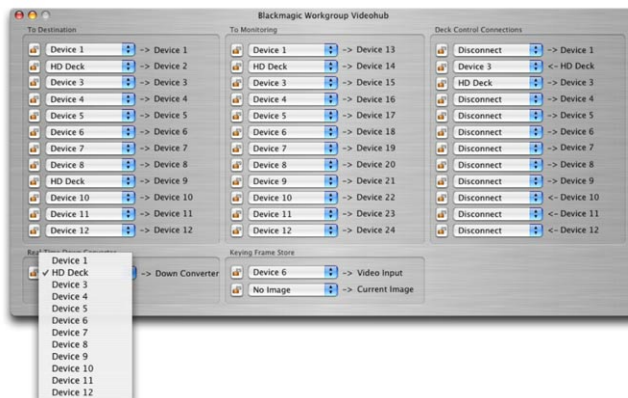 Blackmagic Workgroup Videohub
To Destination
Device 1 -> Device 1
HD Deck -> Device 2
Device 3 -> Device 3
Device 4 -> Device 4
Device 5 -> Device 5
Device 6 -> Device 6
Device 7 -> Device 7
Device 8 -> Device 8
HD Deck -> Device 9
Device 10 -> Device 10
Device 11 -> Device 11
Device 12 -> Device 12
To Monitoring
Device 1 -> Device 13
HD Deck -> Device 14
Device 3 -> Device 15
Device 4 -> Device 16
Device 5 -> Device 17
Device 6 -> Device 18
Device 7 -> Device 19
Device 8 -> Device 20
Device 9 -> Device 21
Device 10 -> Device 22
Device 11 -> Device 23
Device 12 -> Device 24
Deck Control Connections
Disconnect -> Device 1
Device 3 <- HD Deck
HD Deck -> Device 3
Disconnect -> Device 4
Disconnect -> Device 5
Disconnect -> Device 6
Disconnect -> Device 7
Disconnect -> Device 8
Disconnect -> Device 9
Disconnect <- Device 10
Disconnect <- Device 11
Disconnect <- Device 12
Real Time Down Converter
-> Down Converter
Device 1
✓ HD Deck
Device 3
Device 4
Device 5
Device 6
Device 7
Device 8
Device 9
Device 10
Device 11
Device 12
Keying Frame Store
Device 6 -> Video Input
No Image -> Current Image